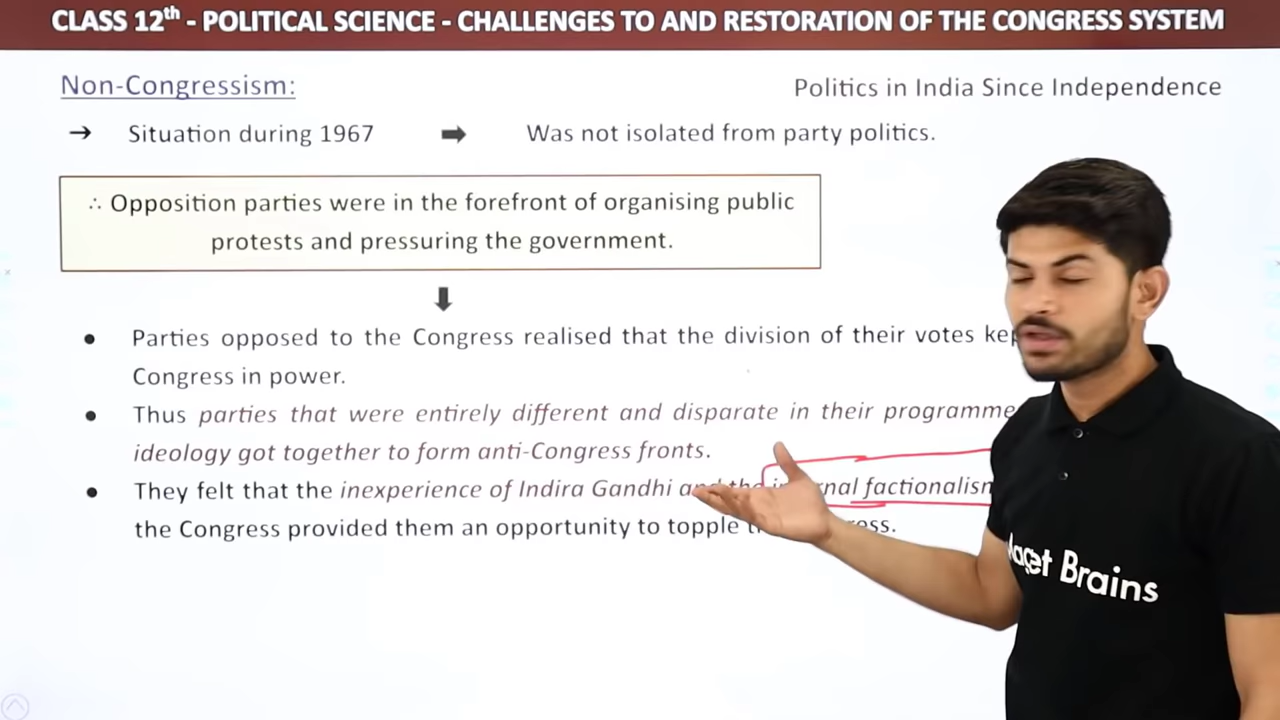 CLASS 12th - POLITICAL SCIENCE - CHALLENGES TO AND RESTORATION OF THE CONGRESS SYSTEM
Non-Congressism:
Politics in India Since Independence
→ Situation during 1967 ➡ Was not isolated from party politics.
∴ Opposition parties were in the forefront of organising public
protests and pressuring the government.
• Parties opposed to the Congress realised that the division of their votes
Congress in power.
• Thus parties that were entirely different and disparate in their programme
ideology got together to form anti-Congress fronts.
• They felt that the inexperience of Indira Gandhi and the factionalism
the Congress provided them an opportunity to topple
Brains